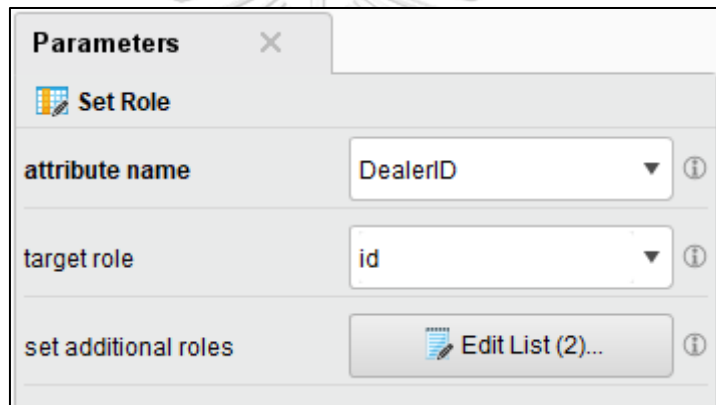 Parameters
Set Role
attribute name DealerID
target role id
set additional roles Edit List (2)...